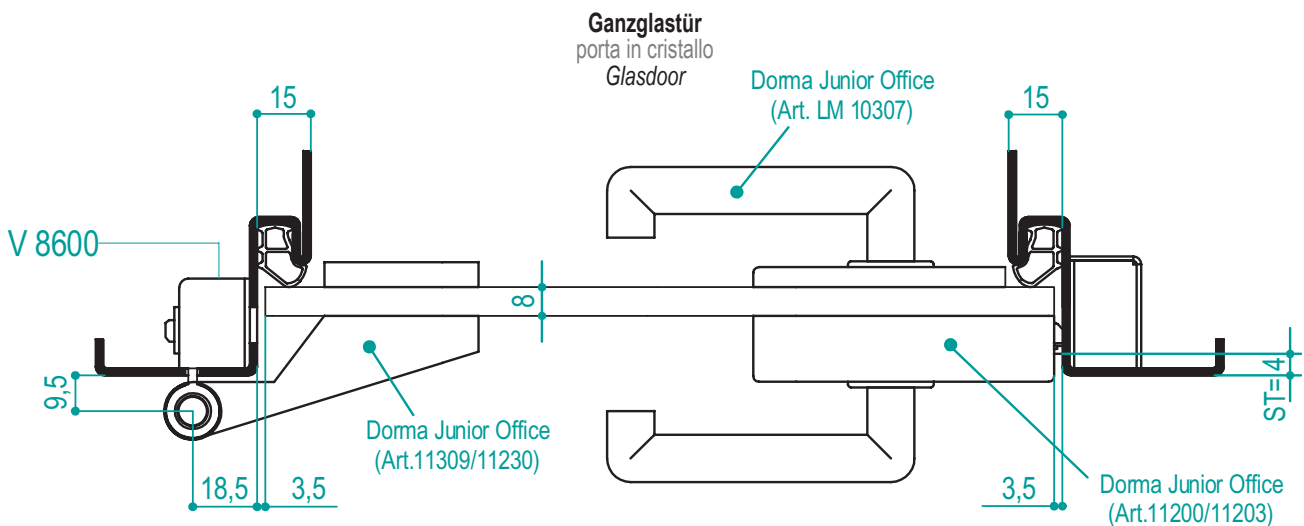 Ganzglastür
porta in cristallo
Glasdoor
Dorma Junior Office
(Art. LM 10307)
15
15
V 8600
8
9,5
ST= 4
Dorma Junior Office
(Art.11309/11230)
18,5
3,5
3,5
Dorma Junior Office
(Art.11200/11203)